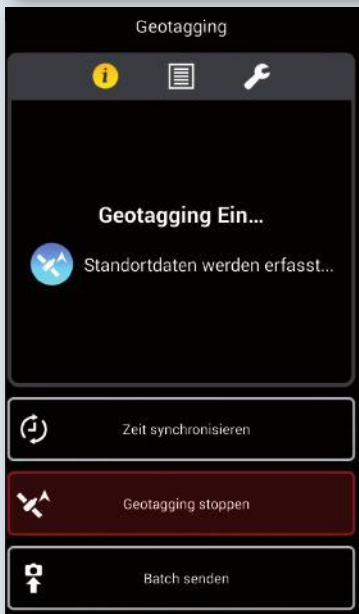 Geotagging
Geotagging Ein...
Standortdaten werden erfasst...
Zeit synchronisieren
Geotagging stoppen
Batch senden